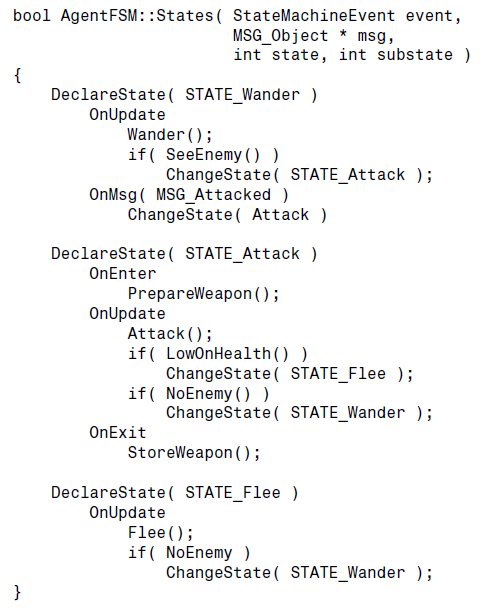 bool AgentFSM::States( StateMachineEvent event,
                       MSG_Object * msg,
                       int state, int substate )
{
    DeclareState( STATE_Wander )
        OnUpdate
            Wander();
            if( SeeEnemy() )
                ChangeState( STATE_Attack );
        OnMsg( MSG_Attacked )
            ChangeState( Attack )

    DeclareState( STATE_Attack )
        OnEnter
            PrepareWeapon();
        OnUpdate
            Attack();
            if( LowOnHealth() )
                ChangeState( STATE_Flee );
            if( NoEnemy() )
                ChangeState( STATE_Wander );
        OnExit
            StoreWeapon();

    DeclareState( STATE_Flee )
        OnUpdate
            Flee();
            if( NoEnemy )
                ChangeState( STATE_Wander );
}